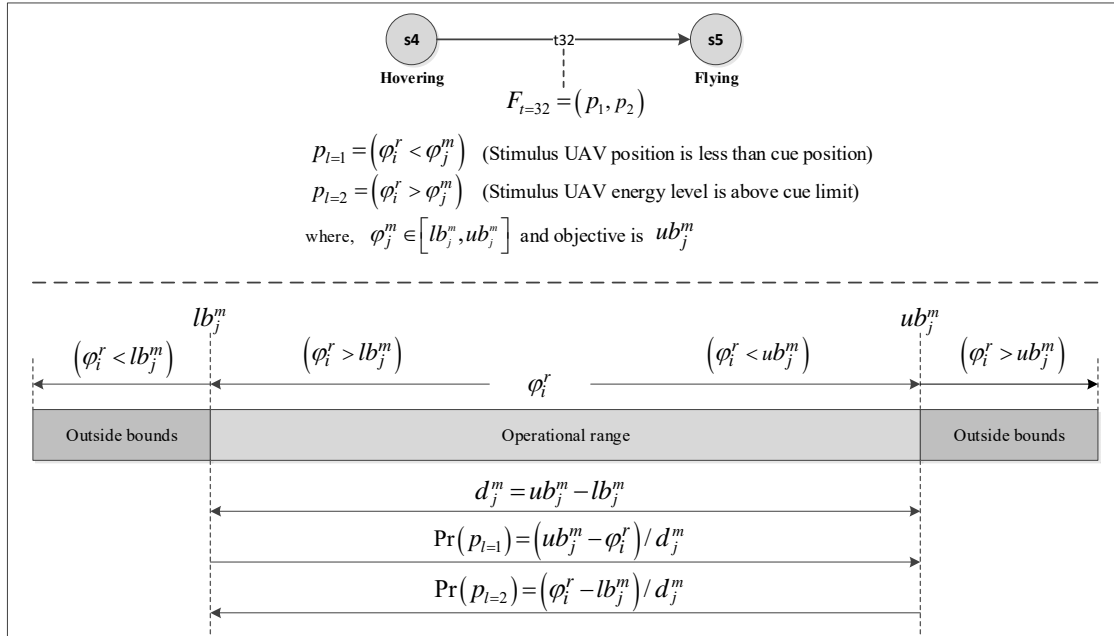 s4 t32 s5
Hovering Flying
F_{t=32} = (p_1, p_2)
p_{l=1} = (φ_i^r < φ_j^m) (Stimulus UAV position is less than cue position)
p_{l=2} = (φ_i^r > φ_j^m) (Stimulus UAV energy level is above cue limit)
where, φ_j^m ∈ [lb_j^m, ub_j^m] and objective is ub_j^m
lb_j^m ub_j^m
(φ_i^r < lb_j^m) (φ_i^r > lb_j^m) (φ_i^r < ub_j^m) (φ_i^r > ub_j^m)
φ_i^r
Outside bounds Operational range Outside bounds
d_j^m = ub_j^m − lb_j^m
Pr(p_{l=1}) = (ub_j^m − φ_i^r) / d_j^m
Pr(p_{l=2}) = (φ_i^r − lb_j^m) / d_j^m